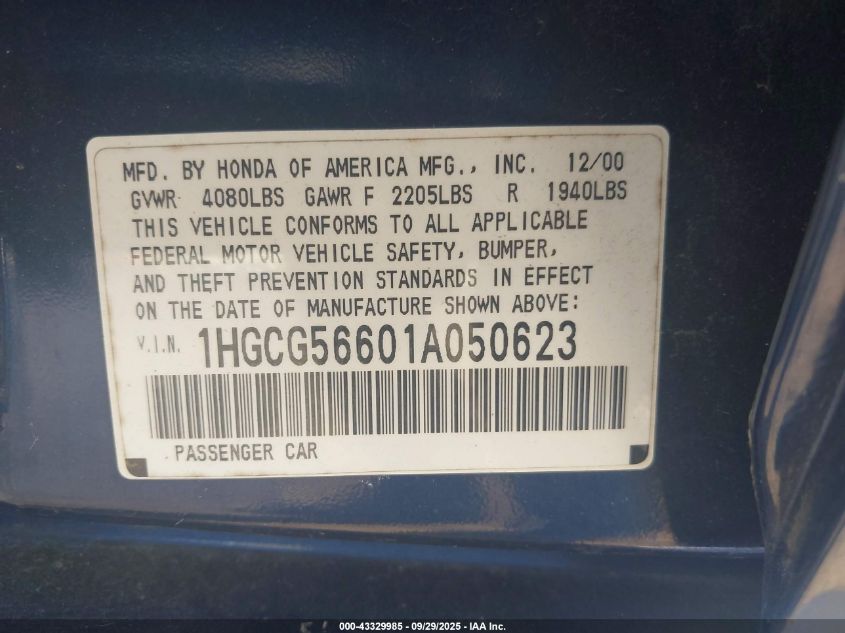 MFD. BY HONDA OF AMERICA MFG., INC. 12/00
GVWR 4080LBS GAWR F 2205LBS R 1940LBS
THIS VEHICLE CONFORMS TO ALL APPLICABLE
FEDERAL MOTOR VEHICLE SAFETY, BUMPER,
AND THEFT PREVENTION STANDARDS IN EFFECT
ON THE DATE OF MANUFACTURE SHOWN ABOVE:
V.I.N. 1HGCG56601A050623
PASSENGER CAR
000-43329985 - 09/29/2025 - IAA Inc.